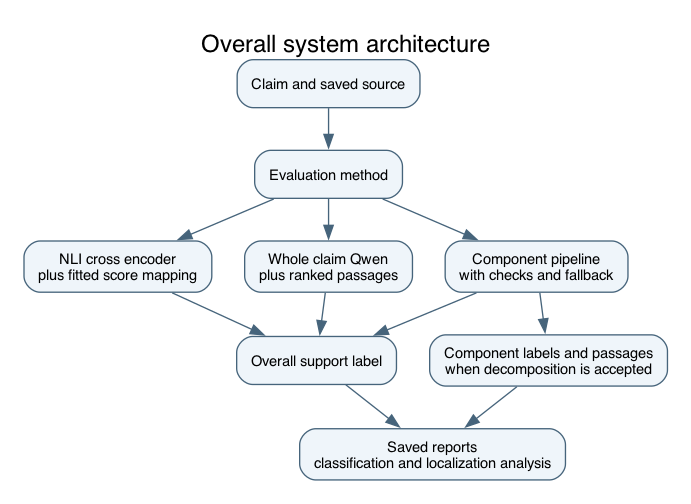 Overall system architecture
Claim and saved source
Evaluation method
NLI cross encoder
plus fitted score mapping
Whole claim Qwen
plus ranked passages
Component pipeline
with checks and fallback
Overall support label
Component labels and passages
when decomposition is accepted
Saved reports
classification and localization analysis